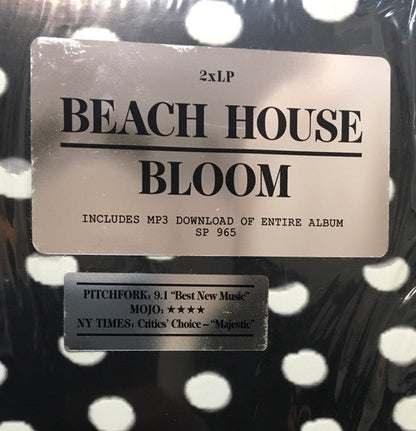 2xLP
BEACH HOUSE
BLOOM
INCLUDES MP3 DOWNLOAD OF ENTIRE ALBUM
SP 965
PITCHFORK: 9.1 “Best New Music”
MOJO: ★★★★
NY TIMES: Critics’ Choice – “Majestic”